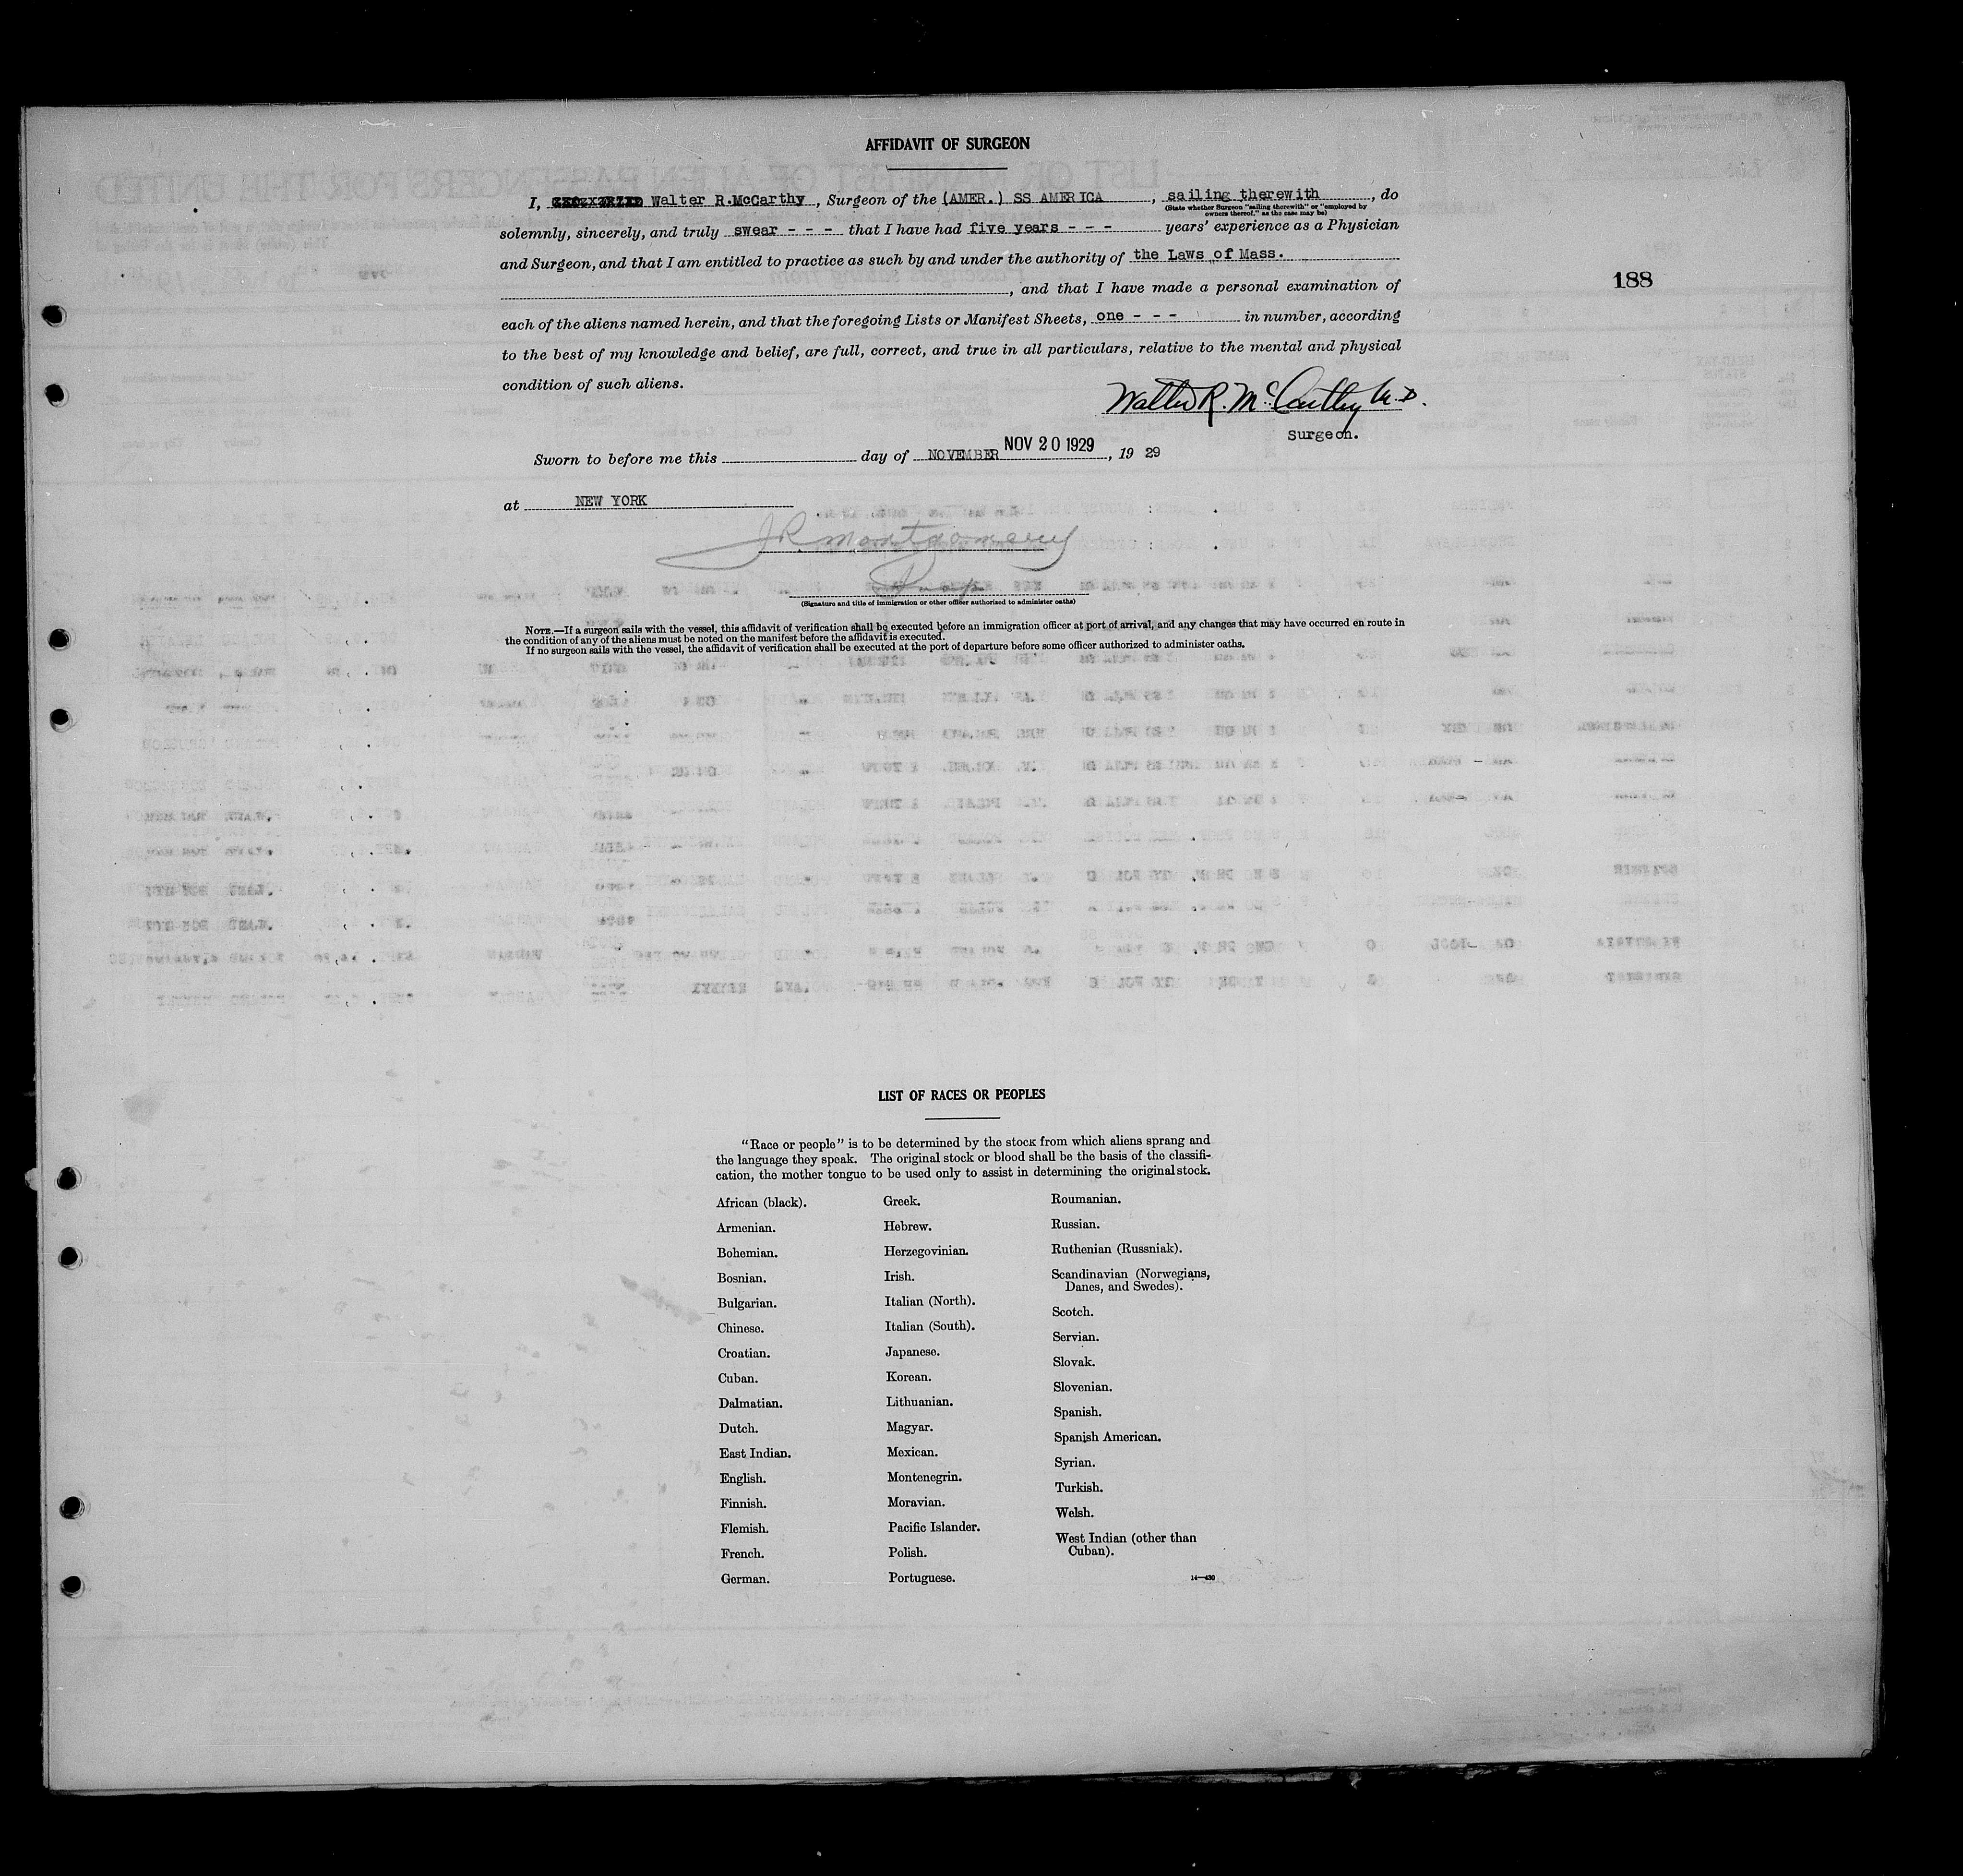 AFFIDAVIT OF SURGEON
I, Walter R.McCarthy, Surgeon of the (AMER.) SS AMERICA, sailing therewith, do
(State whether Surgeon "sailing therewith" or "employed by
owners thereof," as the case may be)
solemnly, sincerely, and truly swear - - - that I have had five years - - - years' experience as a Physician
and Surgeon, and that I am entitled to practice as such by and under the authority of the Laws of Mass.
188
, and that I have made a personal examination of
each of the aliens named herein, and that the foregoing Lists or Manifest Sheets, one - - - in number, according
to the best of my knowledge and belief, are full, correct, and true in all particulars, relative to the mental and physical
condition of such aliens.
Walter R. McCarthy M.D.
Surgeon.
Sworn to before me this day of NOVEMBER NOV 20 1929, 19 29
at NEW YORK
J R Montgomery
(Signature and title of immigration or other officer authorized to administer oaths)
NOTE.—If a surgeon sails with the vessel, this affidavit of verification shall be executed before an immigration officer at port of arrival, and any changes that may have occurred en route in
the condition of any of the aliens must be noted on the manifest before the affidavit is executed.
If no surgeon sails with the vessel, the affidavit of verification shall be executed at the port of departure before some officer authorized to administer oaths.
LIST OF RACES OR PEOPLES
"Race or people" is to be determined by the stock from which aliens sprang and
the language they speak. The original stock or blood shall be the basis of the classifi-
cation, the mother tongue to be used only to assist in determining the original stock.
African (black).
Armenian.
Bohemian.
Bosnian.
Bulgarian.
Chinese.
Croatian.
Cuban.
Dalmatian.
Dutch.
East Indian.
English.
Finnish.
Flemish.
French.
German.
Greek.
Hebrew.
Herzegovinian.
Irish.
Italian (North).
Italian (South).
Japanese.
Korean.
Lithuanian.
Magyar.
Mexican.
Montenegrin.
Moravian.
Pacific Islander.
Polish.
Portuguese.
Roumanian.
Russian.
Ruthenian (Russniak).
Scandinavian (Norwegians,
Danes, and Swedes).
Scotch.
Servian.
Slovak.
Slovenian.
Spanish.
Spanish American.
Syrian.
Turkish.
Welsh.
West Indian (other than
Cuban).
14—430